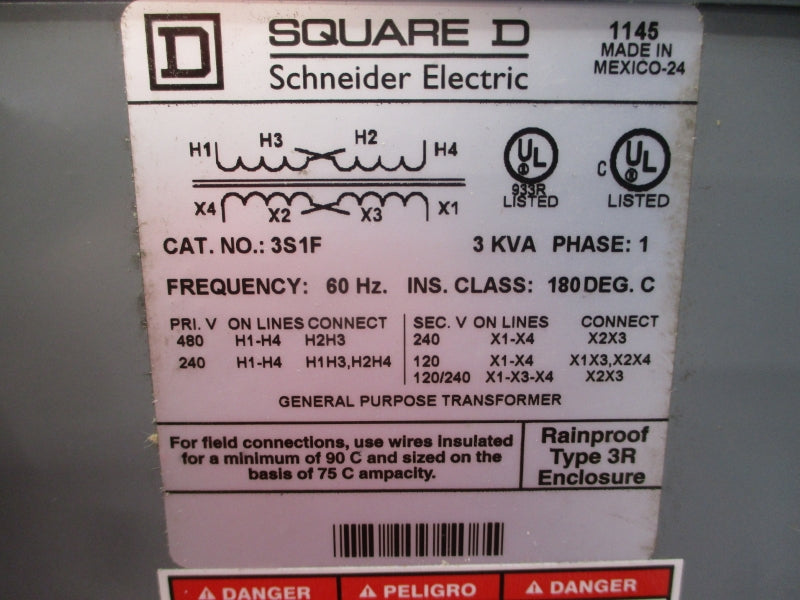 D SQUARE D
Schneider Electric
1145
MADE IN
MEXICO-24
H1 H3 H2 H4
X4 X2 X3 X1
UL
933R
LISTED
C UL
LISTED
CAT. NO.: 3S1F 3 KVA PHASE: 1
FREQUENCY: 60 Hz. INS. CLASS: 180 DEG. C
PRI. V ON LINES CONNECT
480 H1-H4 H2H3
240 H1-H4 H1H3,H2H4
SEC. V ON LINES CONNECT
240 X1-X4 X2X3
120 X1-X4 X1X3,X2X4
120/240 X1-X3-X4 X2X3
GENERAL PURPOSE TRANSFORMER
For field connections, use wires insulated
for a minimum of 90 C and sized on the
basis of 75 C ampacity.
Rainproof
Type 3R
Enclosure
DANGER PELIGRO DANGER